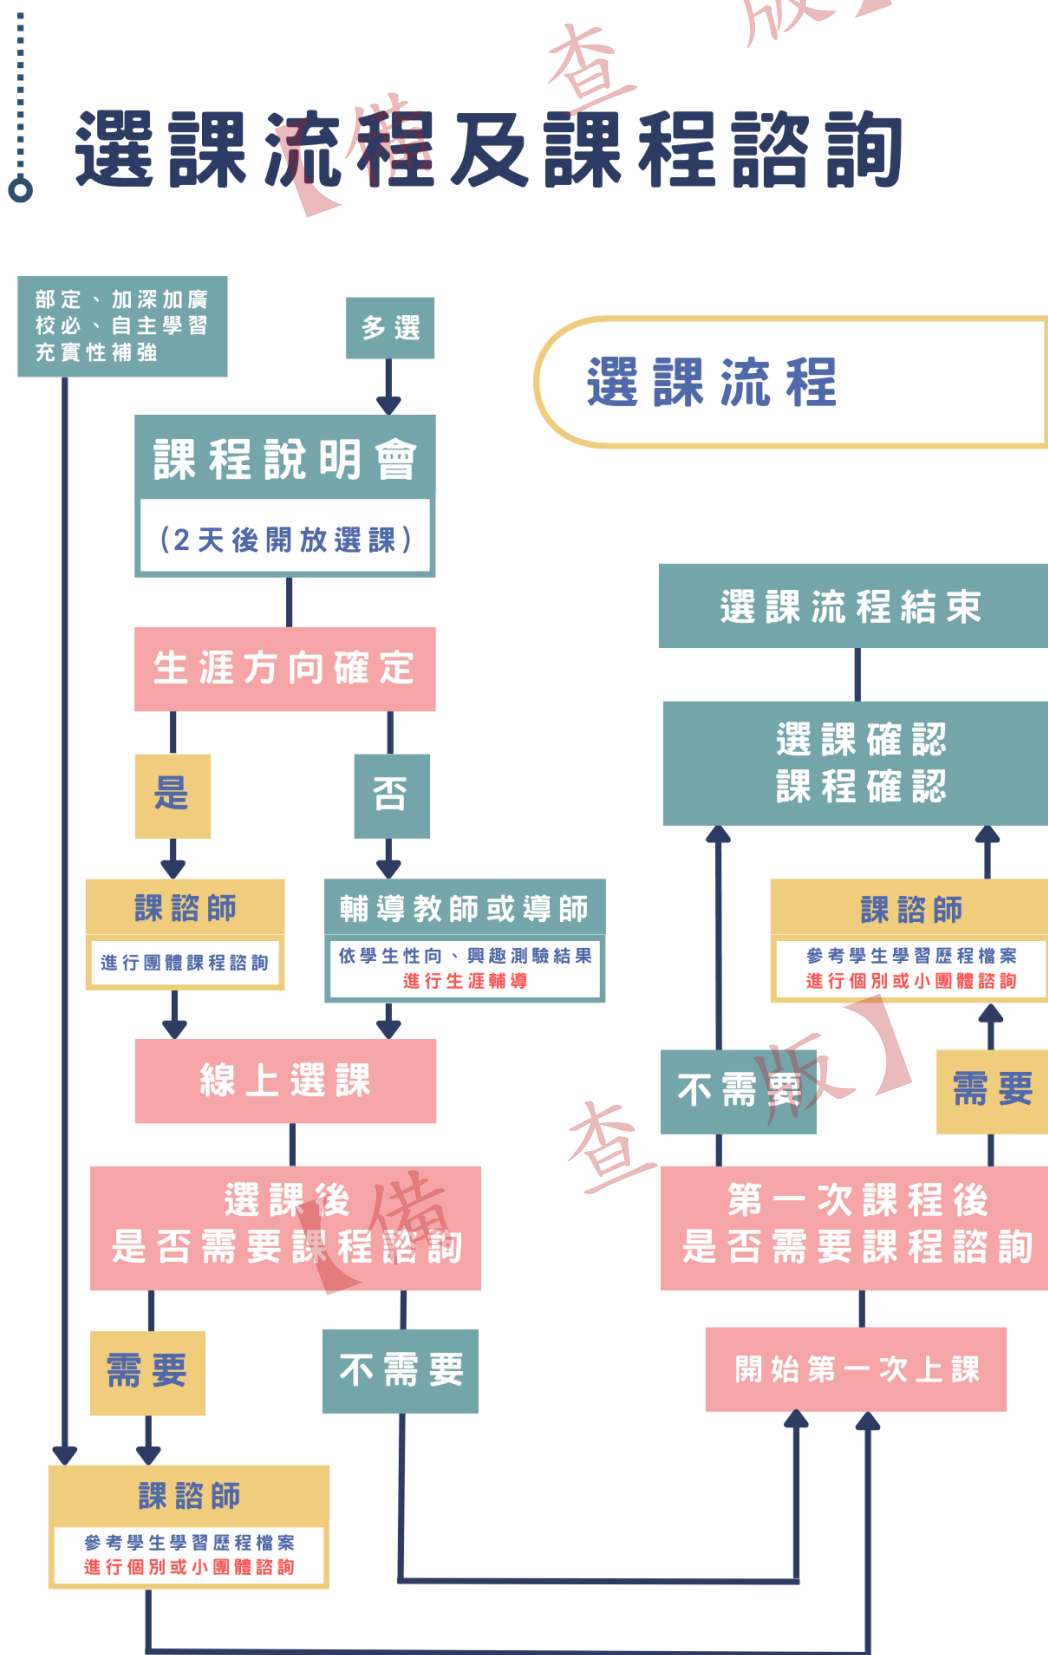 選課流程及課程諮詢
【備查版】
部定、加深加廣
校必、自主學習
充實性補強
多選
選課流程
課程說明會
(2天後開放選課)
生涯方向確定
是
否
課諮師
進行團體課程諮詢
輔導教師或導師
依學生性向、興趣測驗結果
進行生涯輔導
線上選課
選課後
是否需要課程諮詢
需要
不需要
課諮師
參考學生學習歷程檔案
進行個別或小團體諮詢
選課流程結束
選課確認
課程確認
課諮師
參考學生學習歷程檔案
進行個別或小團體諮詢
不需要
需要
第一次課程後
是否需要課程諮詢
開始第一次上課
【備查版】